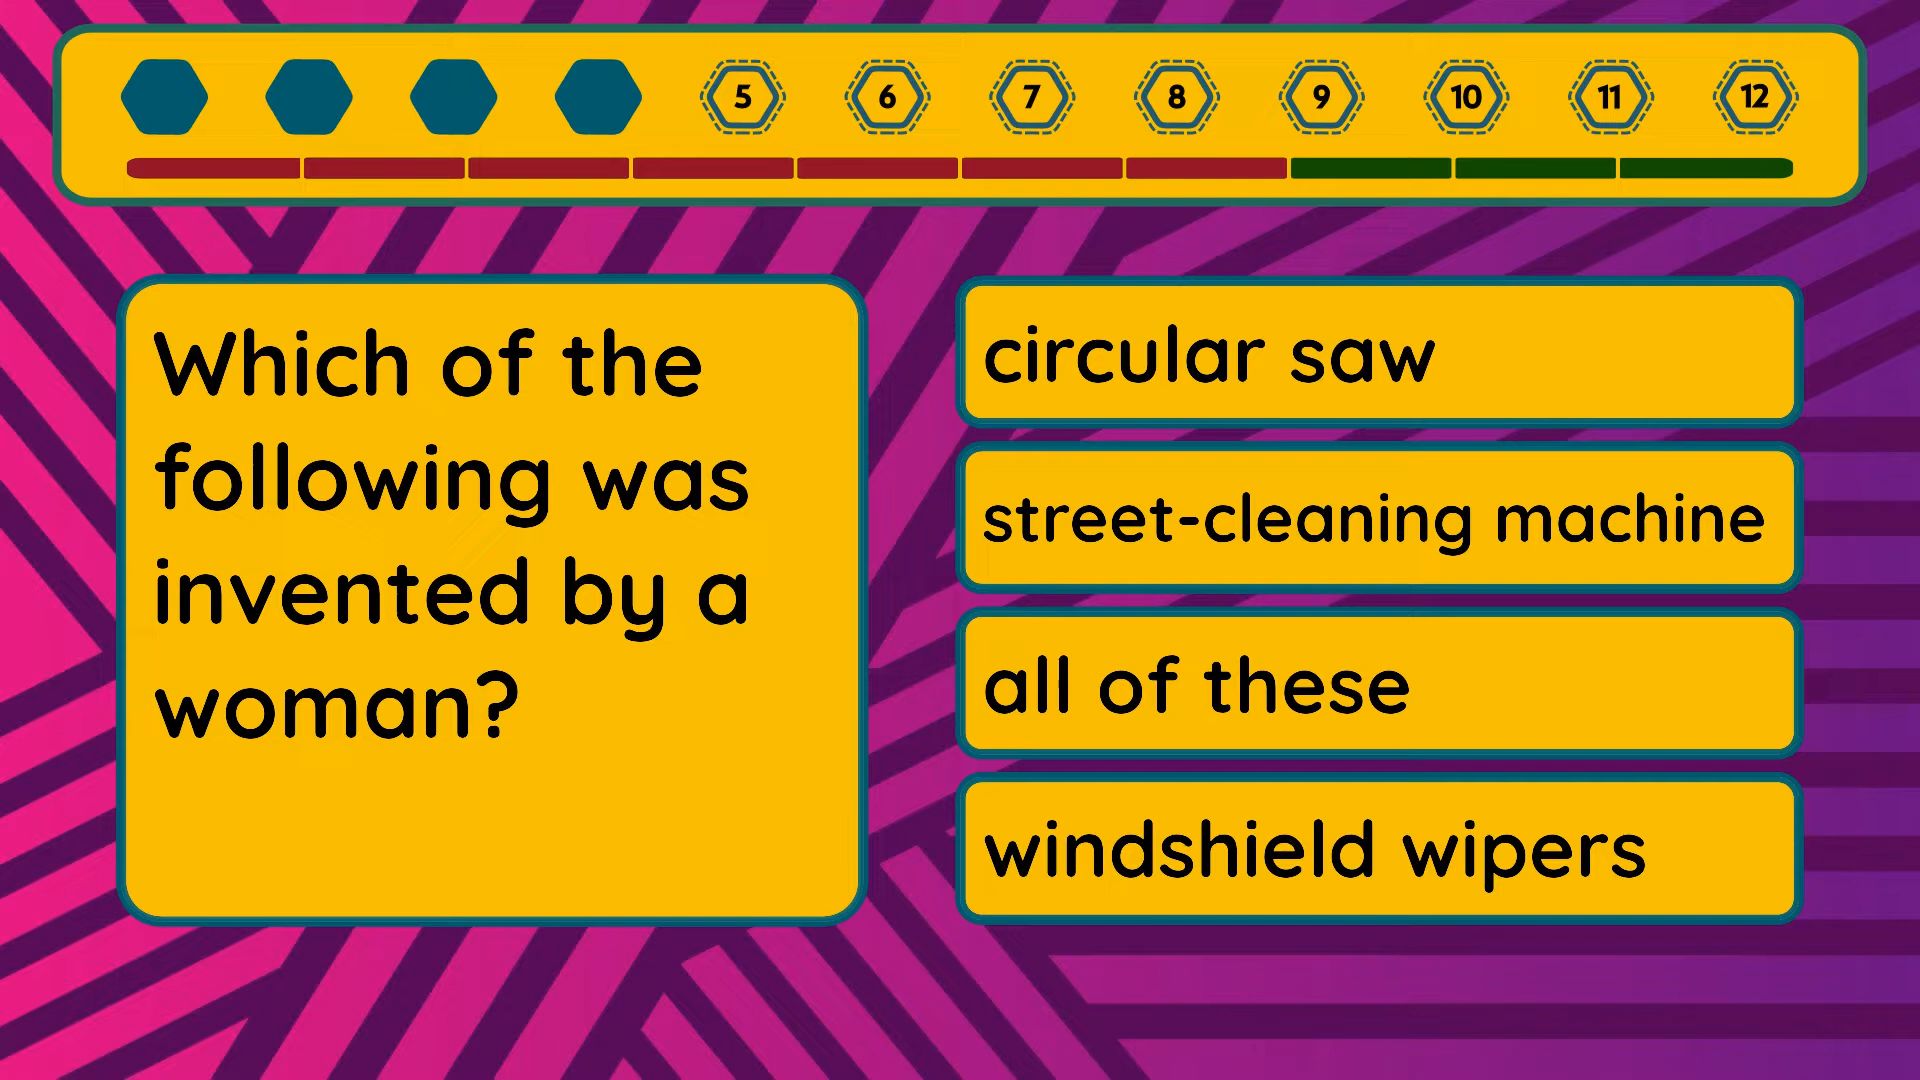 5 6 7 8 9 10 11 12
Which of the
following was
invented by a
woman?
circular saw
street-cleaning machine
all of these
windshield wipers